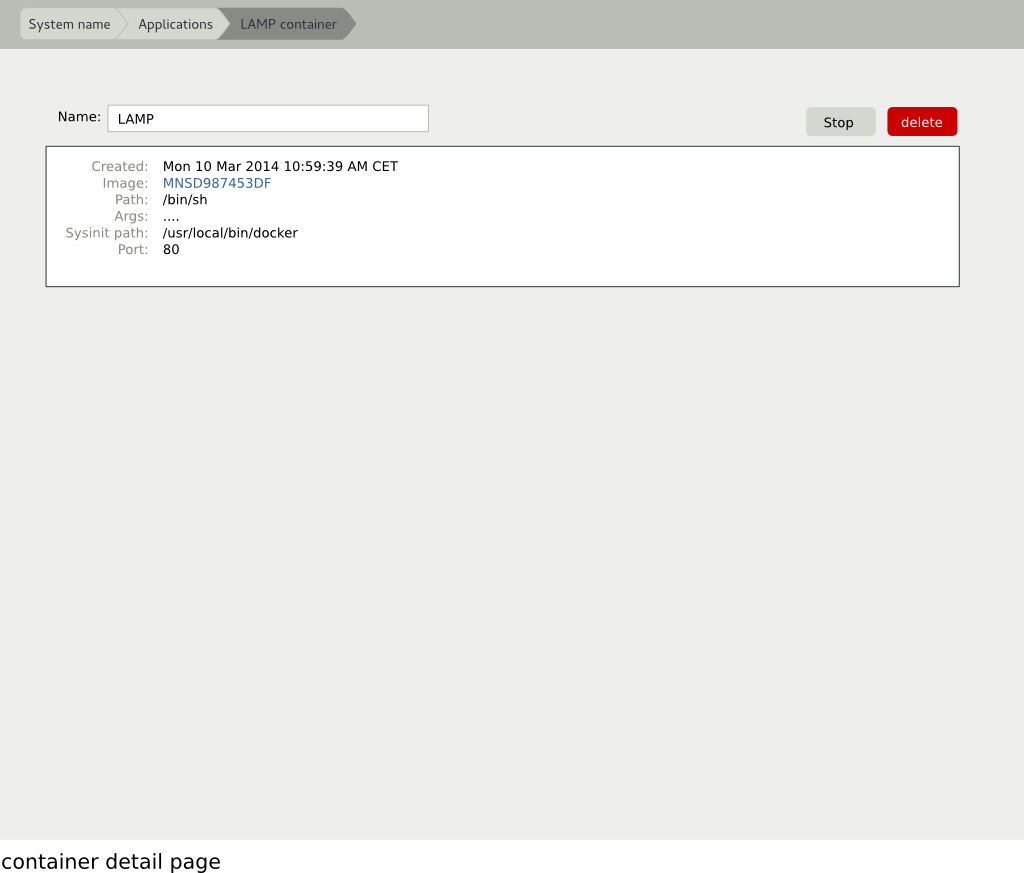 System name Applications LAMP container
Name: LAMP Stop delete
Created: Mon 10 Mar 2014 10:59:39 AM CET
Image: MNSD987453DF
Path: /bin/sh
Args: ....
Sysinit path: /usr/local/bin/docker
Port: 80
container detail page